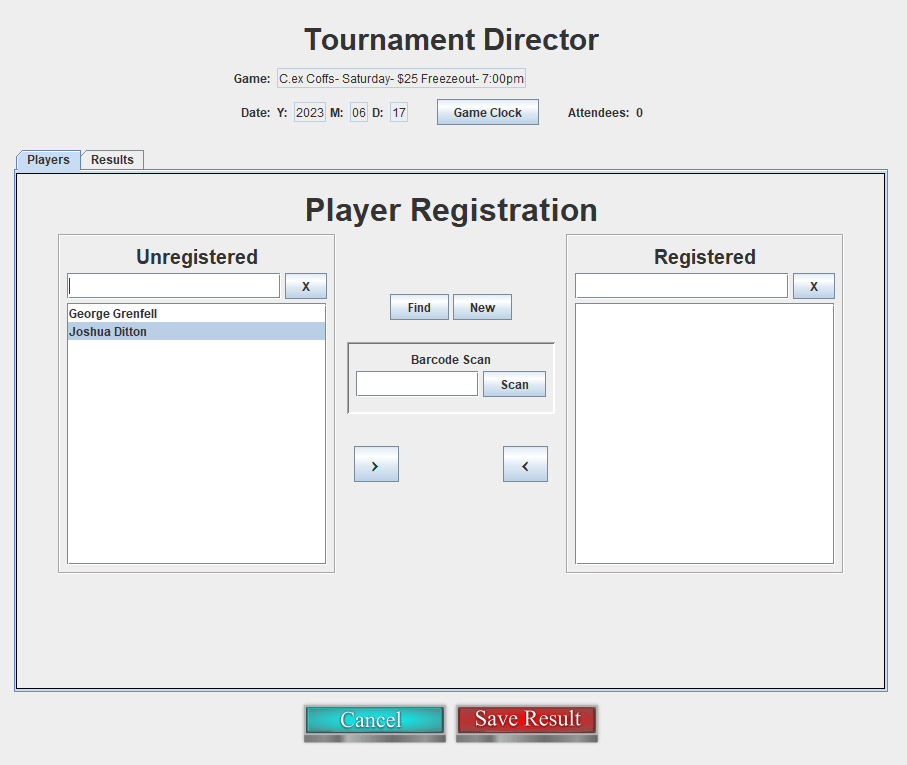 Tournament Director
Game: C.ex Coffs- Saturday- $25 Freezeout- 7:00pm
Date: Y: 2023 M: 06 D: 17 Game Clock Attendees: 0
Players Results
Player Registration
Unregistered
X
George Grenfell
Joshua Ditton
Find New
Barcode Scan
Scan
> <
Registered
X
Cancel Save Result